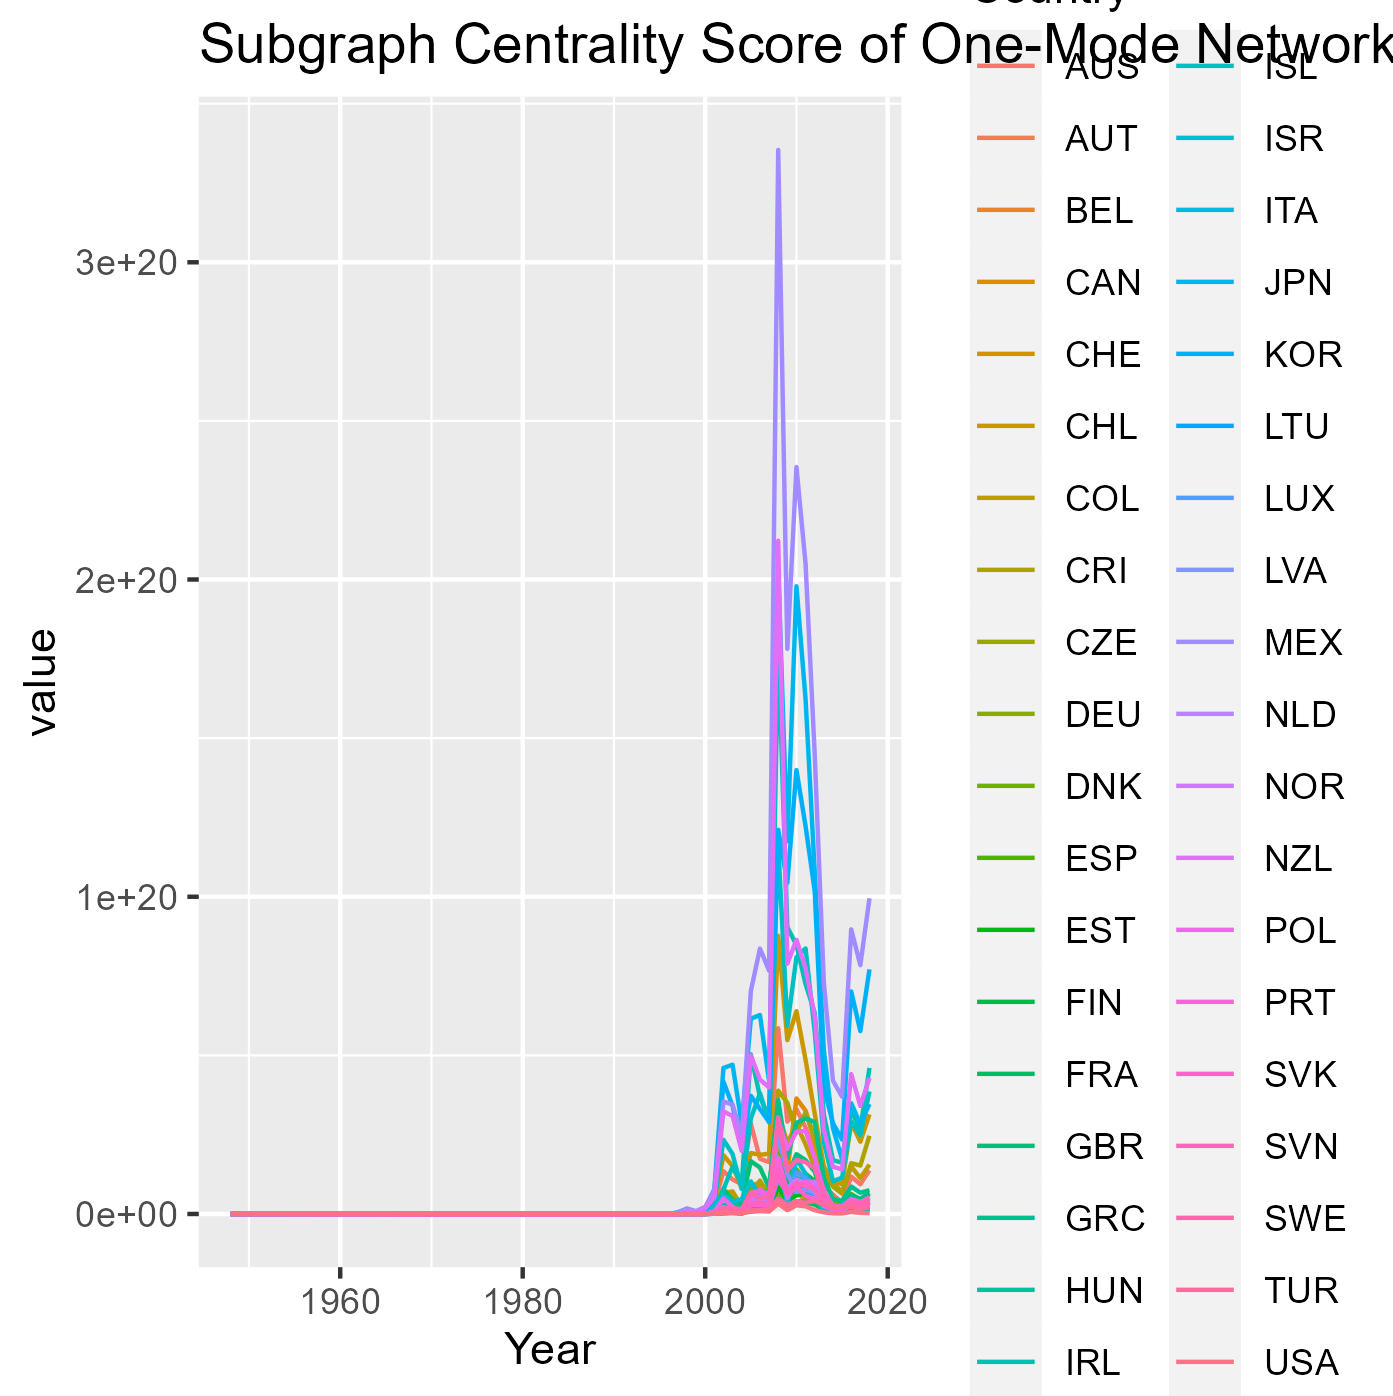 Country
Subgraph Centrality Score of One-Mode Network
AUS
AUT
BEL
CAN
CHE
CHL
COL
CRI
CZE
DEU
DNK
ESP
EST
FIN
FRA
GBR
GRC
HUN
IRL
ISL
ISR
ITA
JPN
KOR
LTU
LUX
LVA
MEX
NLD
NOR
NZL
POL
PRT
SVK
SVN
SWE
TUR
USA
3e+20
2e+20
1e+20
0e+00
value
1960 1980 2000 2020
Year